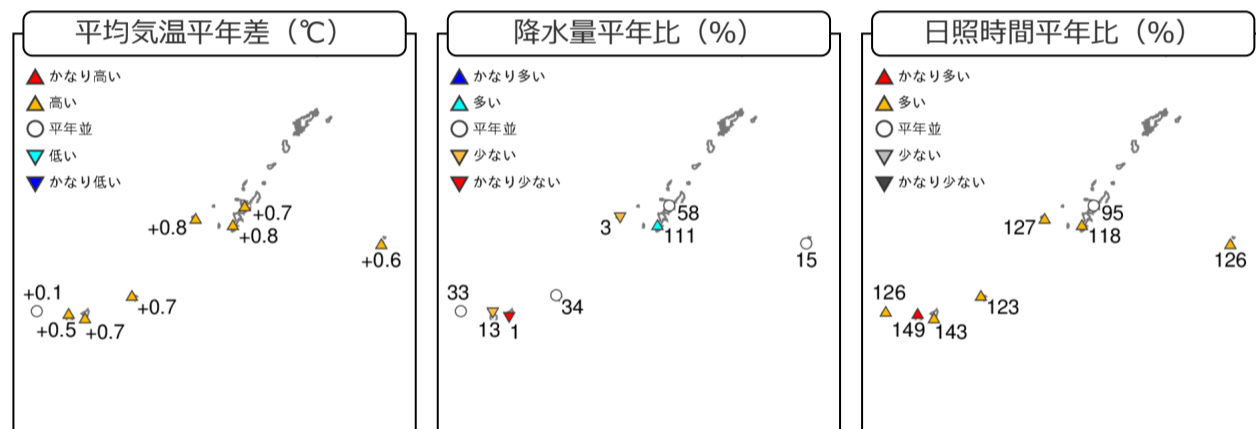 平均気温平年差（℃）
かなり高い
高い
平年並
低い
かなり低い
+0.7
+0.8
+0.8
+0.6
+0.1
+0.7
+0.5
+0.7
降水量平年比（%）
かなり多い
多い
平年並
少ない
かなり少ない
58
3
111
15
33
34
13
1
日照時間平年比（%）
かなり多い
多い
平年並
少ない
かなり少ない
95
127
118
126
126
123
149
143